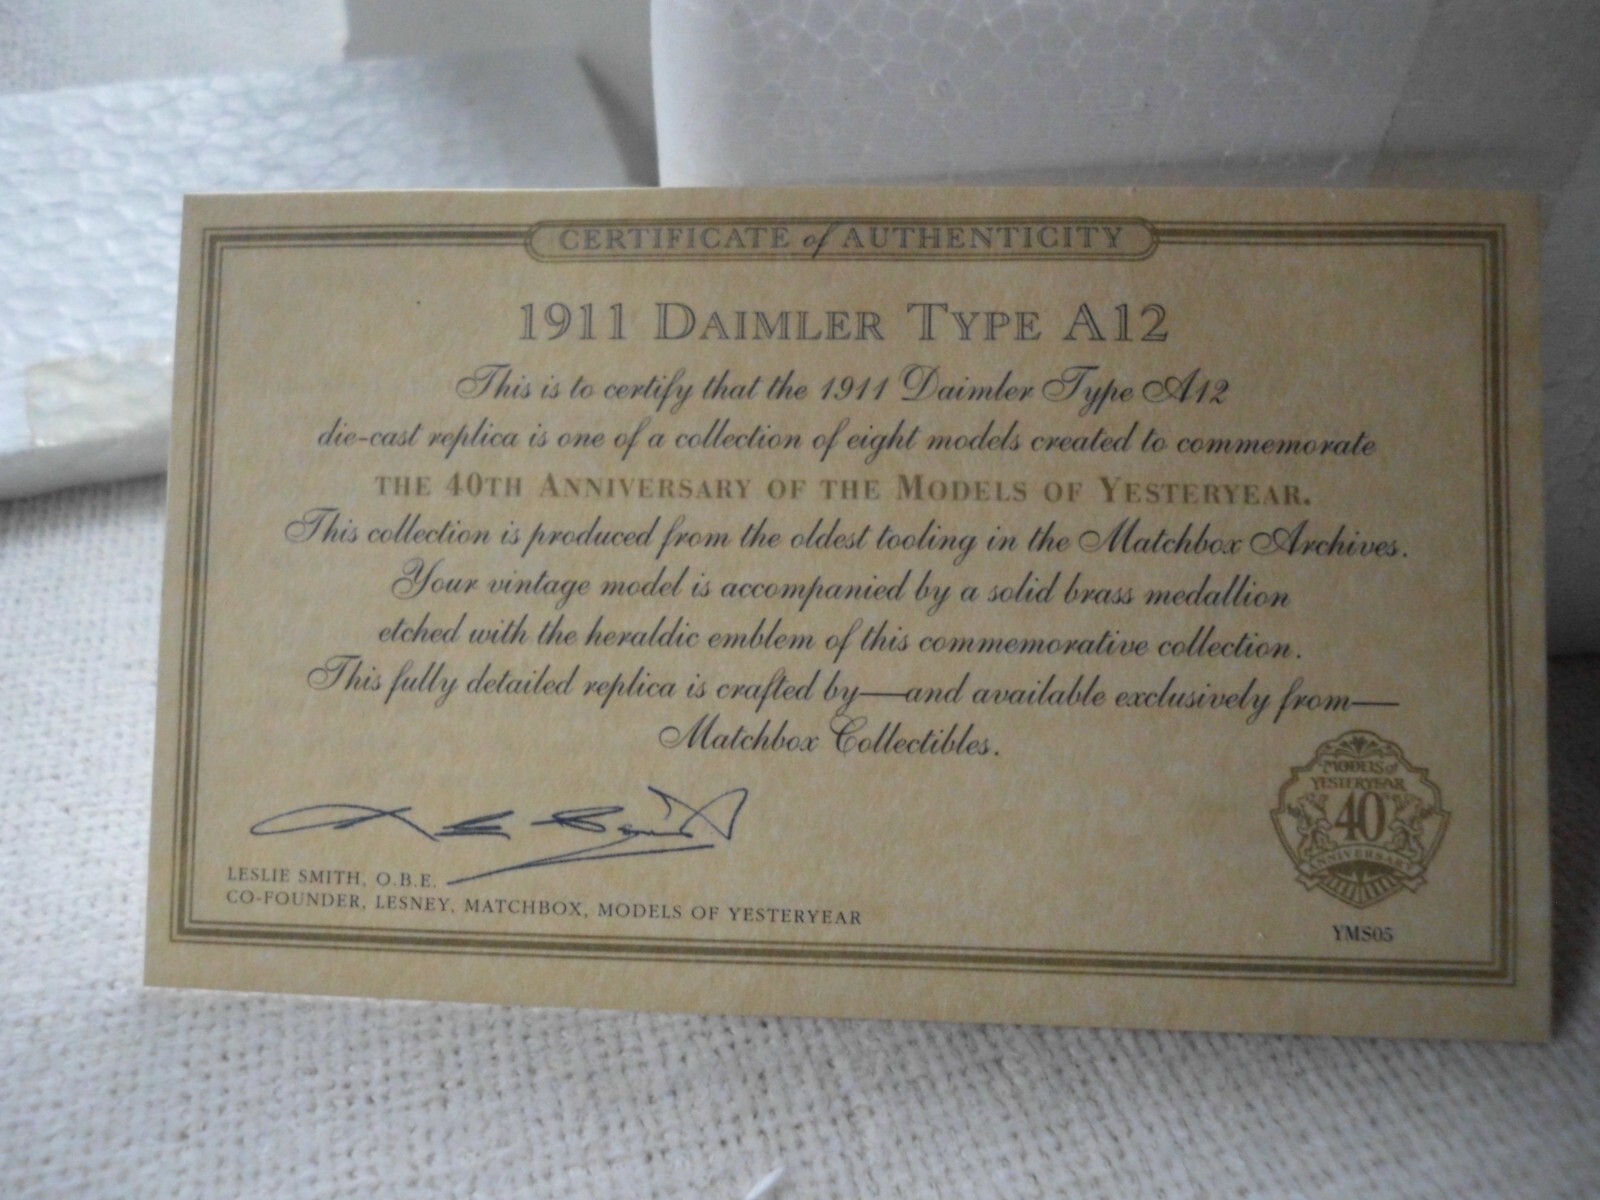 CERTIFICATE of AUTHENTICITY
1911 DAIMLER TYPE A12
This is to certify that the 1911 Daimler Type A12
die-cast replica is one of a collection of eight models created to commemorate
THE 40TH ANNIVERSARY OF THE MODELS OF YESTERYEAR.
This collection is produced from the oldest tooling in the Matchbox Archives.
Your vintage model is accompanied by a solid brass medallion
etched with the heraldic emblem of this commemorative collection.
This fully detailed replica is crafted by—and available exclusively from—
Matchbox Collectibles.
LESLIE SMITH, O.B.E.
CO-FOUNDER, LESNEY, MATCHBOX, MODELS OF YESTERYEAR
MODELS of
YESTERYEAR
40TH
ANNIVERSARY
YMS05